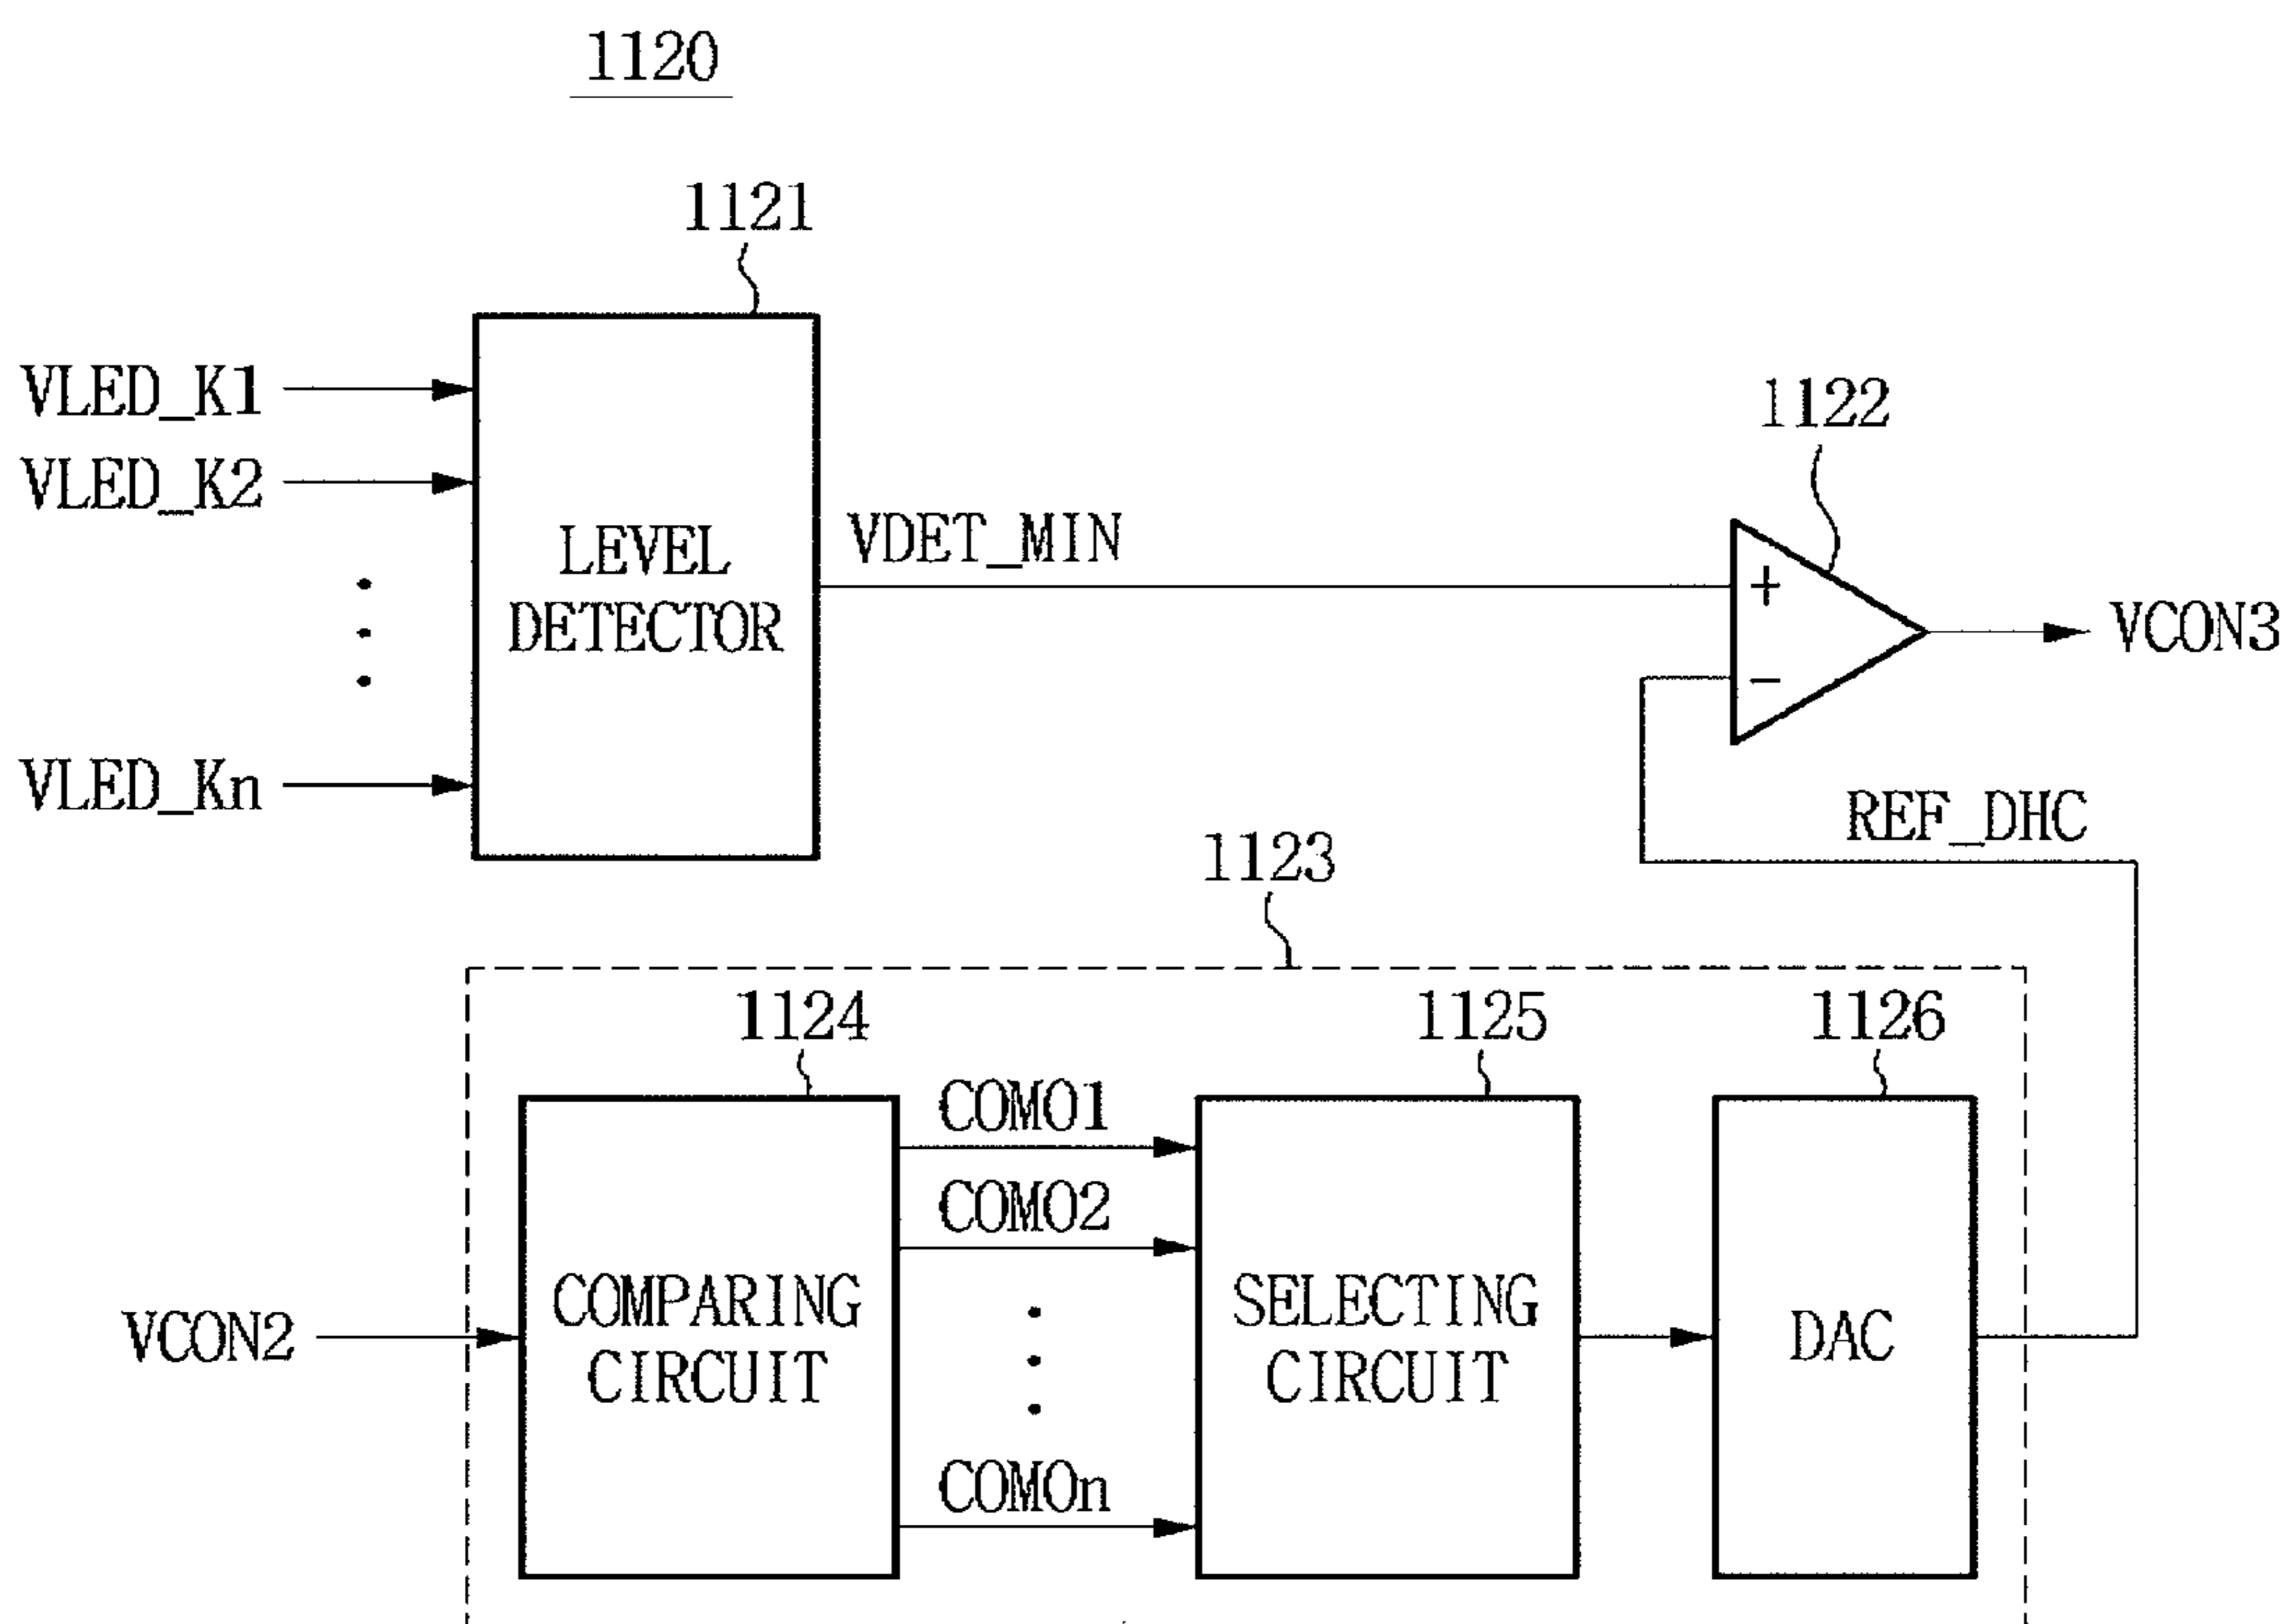 1120
1121
VLED_K1
1122
VLED_K2
VDET_MIN
LEVEL
DETECTOR
+
VCON3
−
VLED_Kn
REF_DHC
1123
1124
1125
1126
COMO1
COMO2
COMPARING
CIRCUIT
SELECTING
CIRCUIT
VCON2
DAC
COMOn